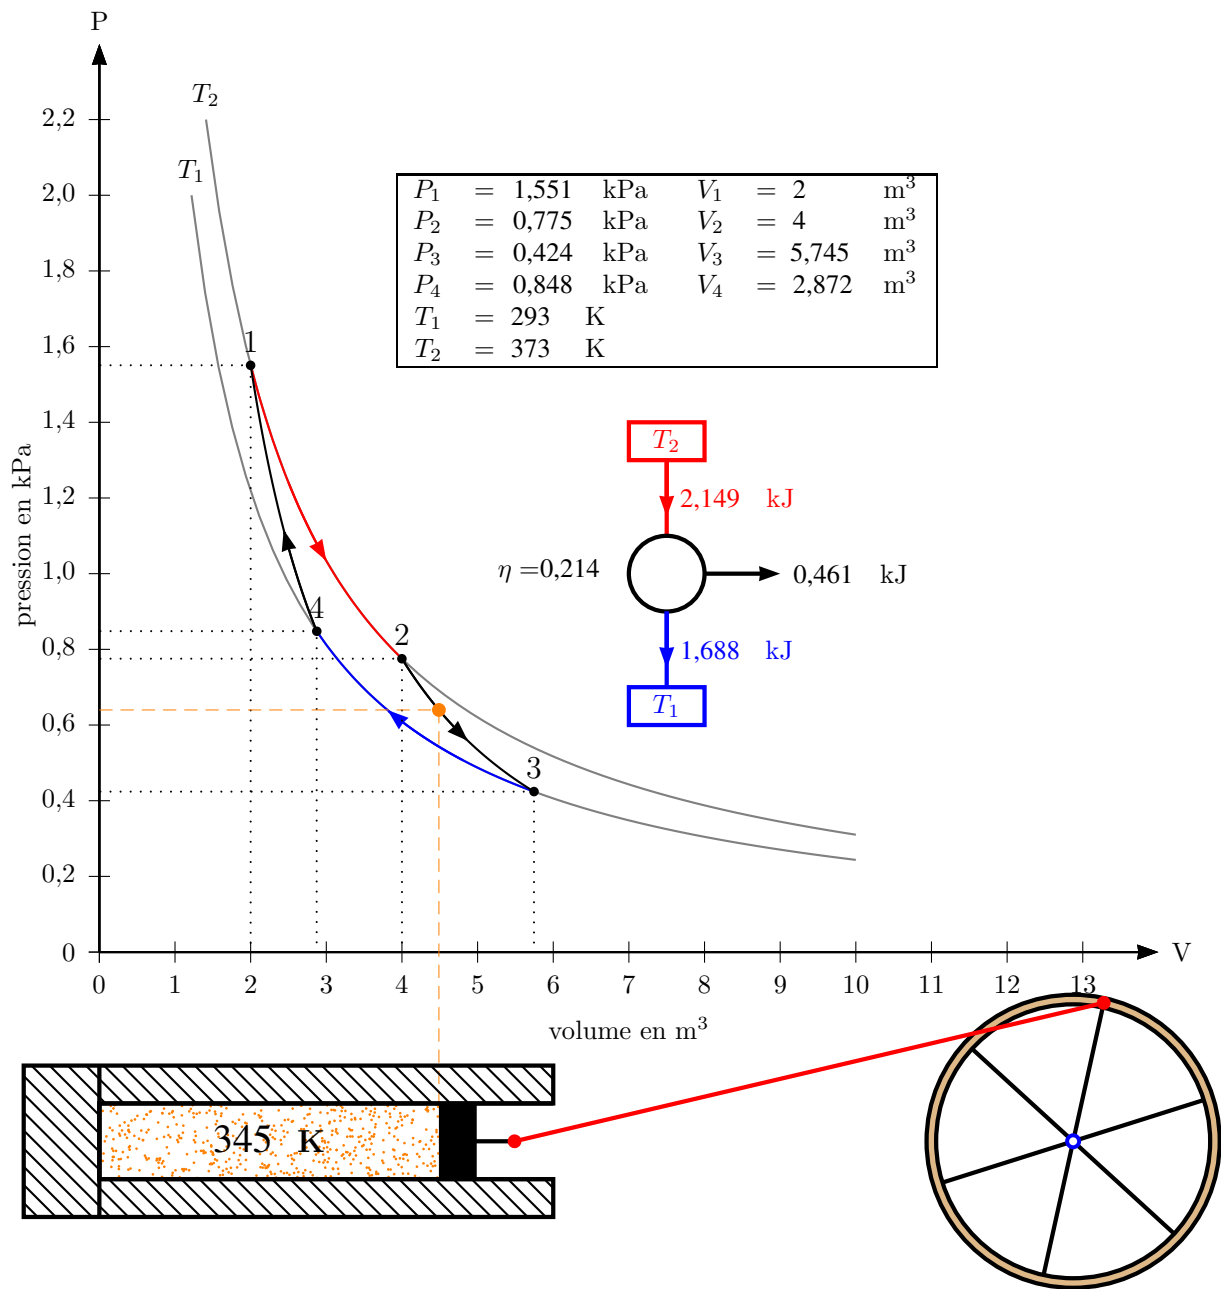 P
T₂
T₁
2,2
2,0
1,8
1,6
1,4
1,2
1,0
0,8
0,6
0,4
0,2
0
pression en kPa
P₁ = 1,551 kPa V₁ = 2 m³
P₂ = 0,775 kPa V₂ = 4 m³
P₃ = 0,424 kPa V₃ = 5,745 m³
P₄ = 0,848 kPa V₄ = 2,872 m³
T₁ = 293 K
T₂ = 373 K
1
4
2
3
T₂
2,149 kJ
η =0,214
0,461 kJ
1,688 kJ
T₁
V
0 1 2 3 4 5 6 7 8 9 10 11 12 13
volume en m³
345 K